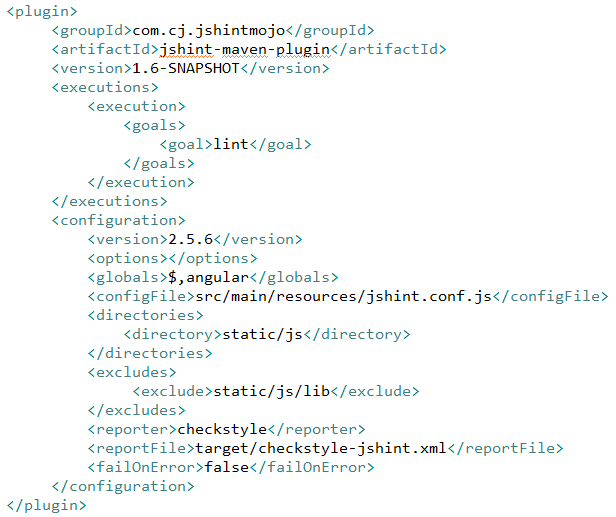 <plugin>
<groupId>com.cj.jshintmojo</groupId>
<artifactId>jshint-maven-plugin</artifactId>
<version>1.6-SNAPSHOT</version>
<executions>
<execution>
<goals>
<goal>lint</goal>
</goals>
</execution>
</executions>
<configuration>
<version>2.5.6</version>
<options></options>
<globals>$,angular</globals>
<configFile>src/main/resources/jshint.conf.js</configFile>
<directories>
<directory>static/js</directory>
</directories>
<excludes>
<exclude>static/js/lib</exclude>
</excludes>
<reporter>checkstyle</reporter>
<reportFile>target/checkstyle-jshint.xml</reportFile>
<failOnError>false</failOnError>
</configuration>
</plugin>